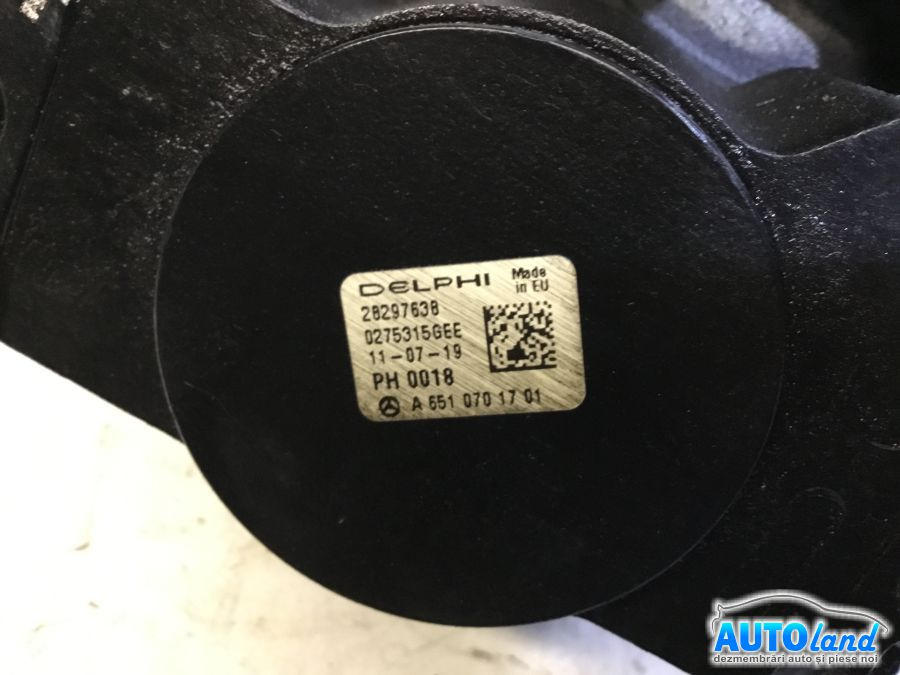 DELPHI Made in EU
28297638
0275315GEE
11-07-19
PH 0018
A 651 070 17 01
AUTOland
dezmembrări auto și piese noi